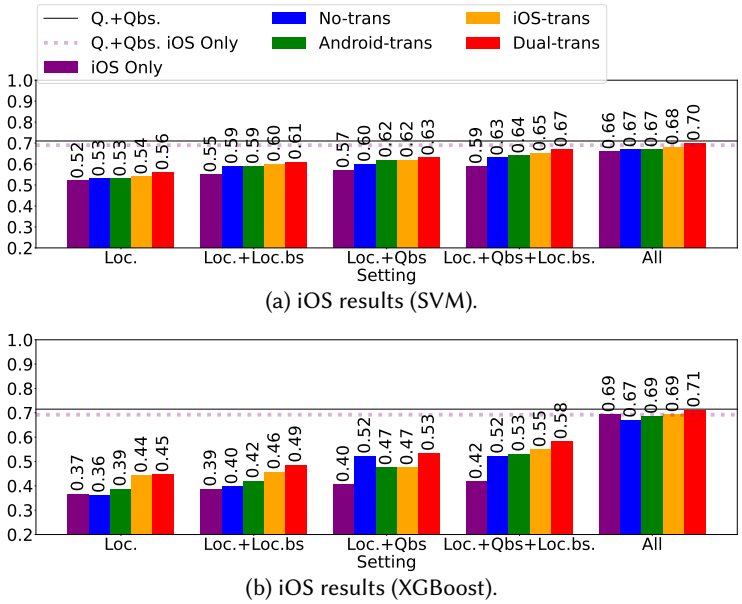 Q.+Qbs.
Q.+Qbs. iOS Only
iOS Only
No-trans
Android-trans
iOS-trans
Dual-trans
1.0
0.9
0.8
0.7
0.6
0.5
0.4
0.3
0.2
0.52 0.53 0.53 0.54 0.56
0.55 0.59 0.59 0.60 0.61
0.57 0.60 0.62 0.62 0.63
0.59 0.63 0.64 0.65 0.67
0.66 0.67 0.67 0.68 0.70
Loc. Loc.+Loc.bs Loc.+Qbs Loc.+Qbs+Loc.bs. All
Setting
(a) iOS results (SVM).
1.0
0.9
0.8
0.7
0.6
0.5
0.4
0.3
0.2
0.37 0.36 0.39 0.44 0.45
0.39 0.40 0.42 0.46 0.49
0.40 0.52 0.47 0.47 0.53
0.42 0.52 0.53 0.55 0.58
0.69 0.67 0.69 0.69 0.71
Loc. Loc.+Loc.bs Loc.+Qbs Loc.+Qbs+Loc.bs. All
Setting
(b) iOS results (XGBoost).